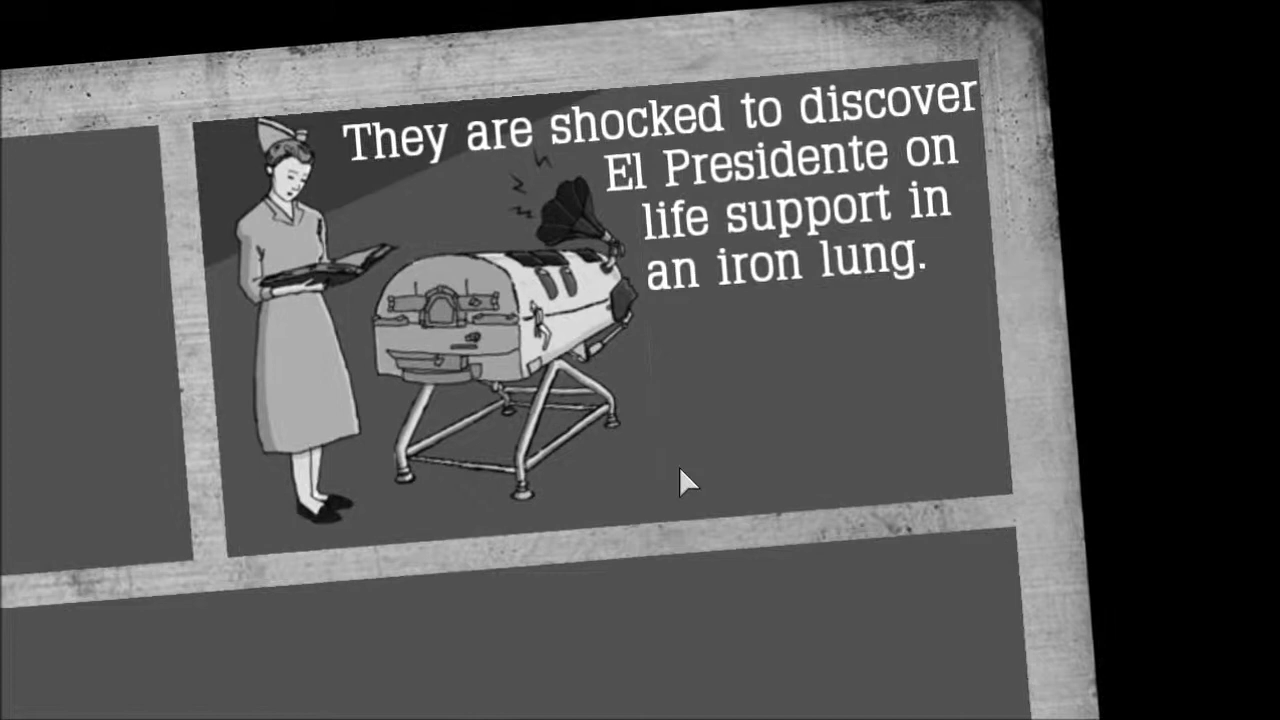 They are shocked to discover
El Presidente on
life support in
an iron lung.